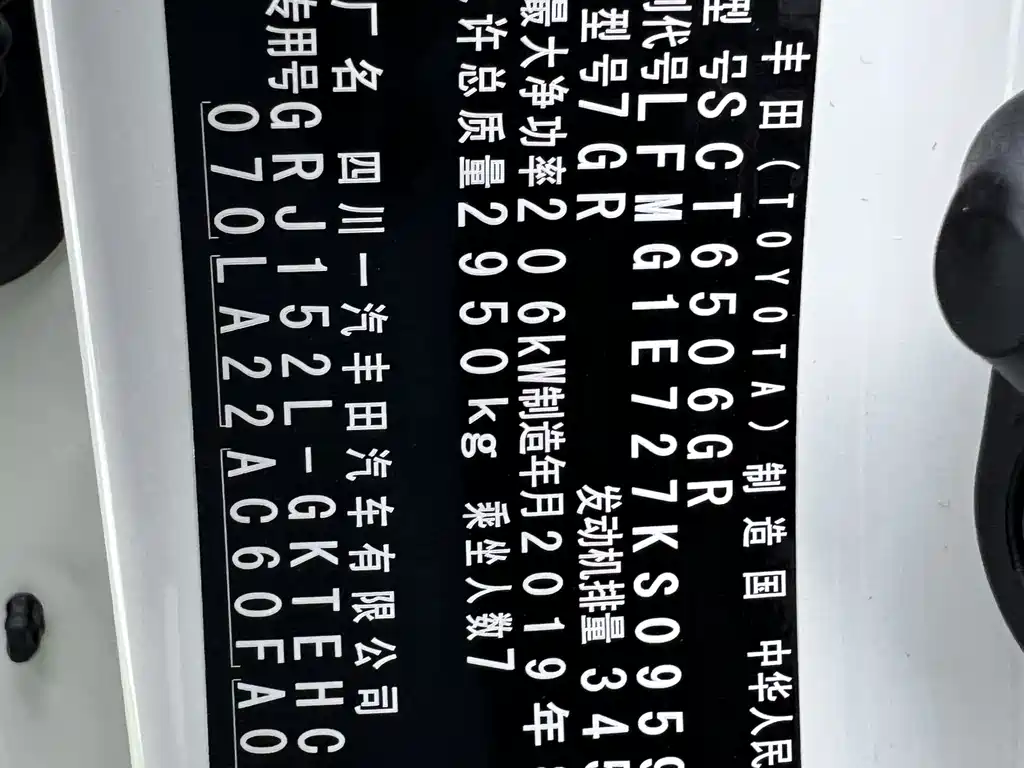 丰田(TOYOTA)制造国 中华人民
型号SCT6506GR
别代号LFMG1E727KS0959
型号7GR 发动机排量 345
最大净功率206kW制造年月2019年
许总质量2950kg 乘坐人数7
厂名 四川一汽丰田汽车有限公司
专用号GRJ152L-GKTEHC
070LA22AC60FA0